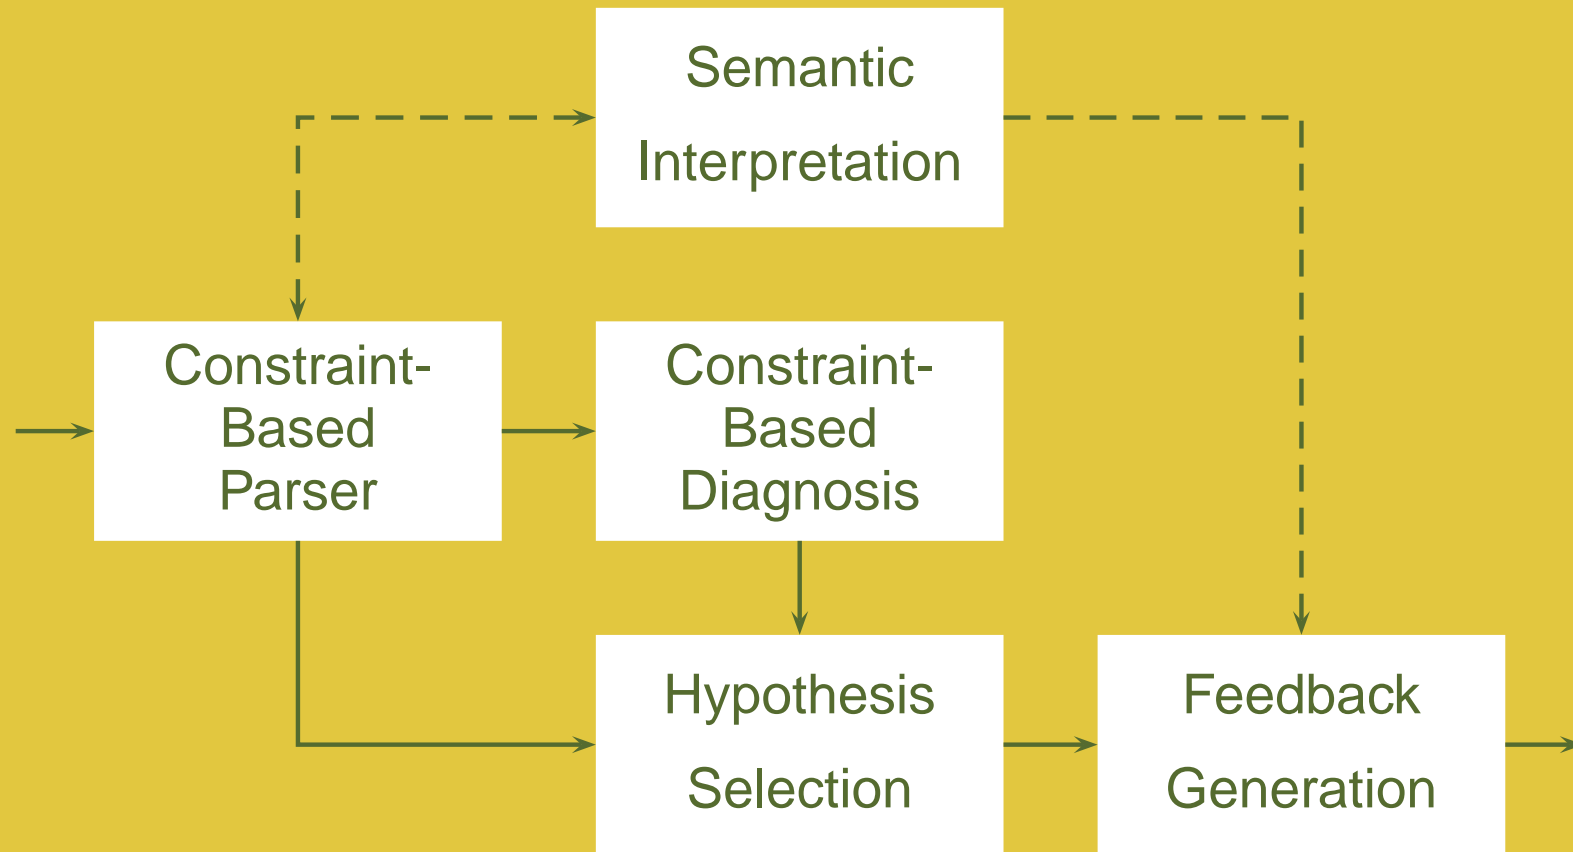 Semantic
Interpretation
Constraint-
Based
Parser
Constraint-
Based
Diagnosis
Hypothesis
Selection
Feedback
Generation